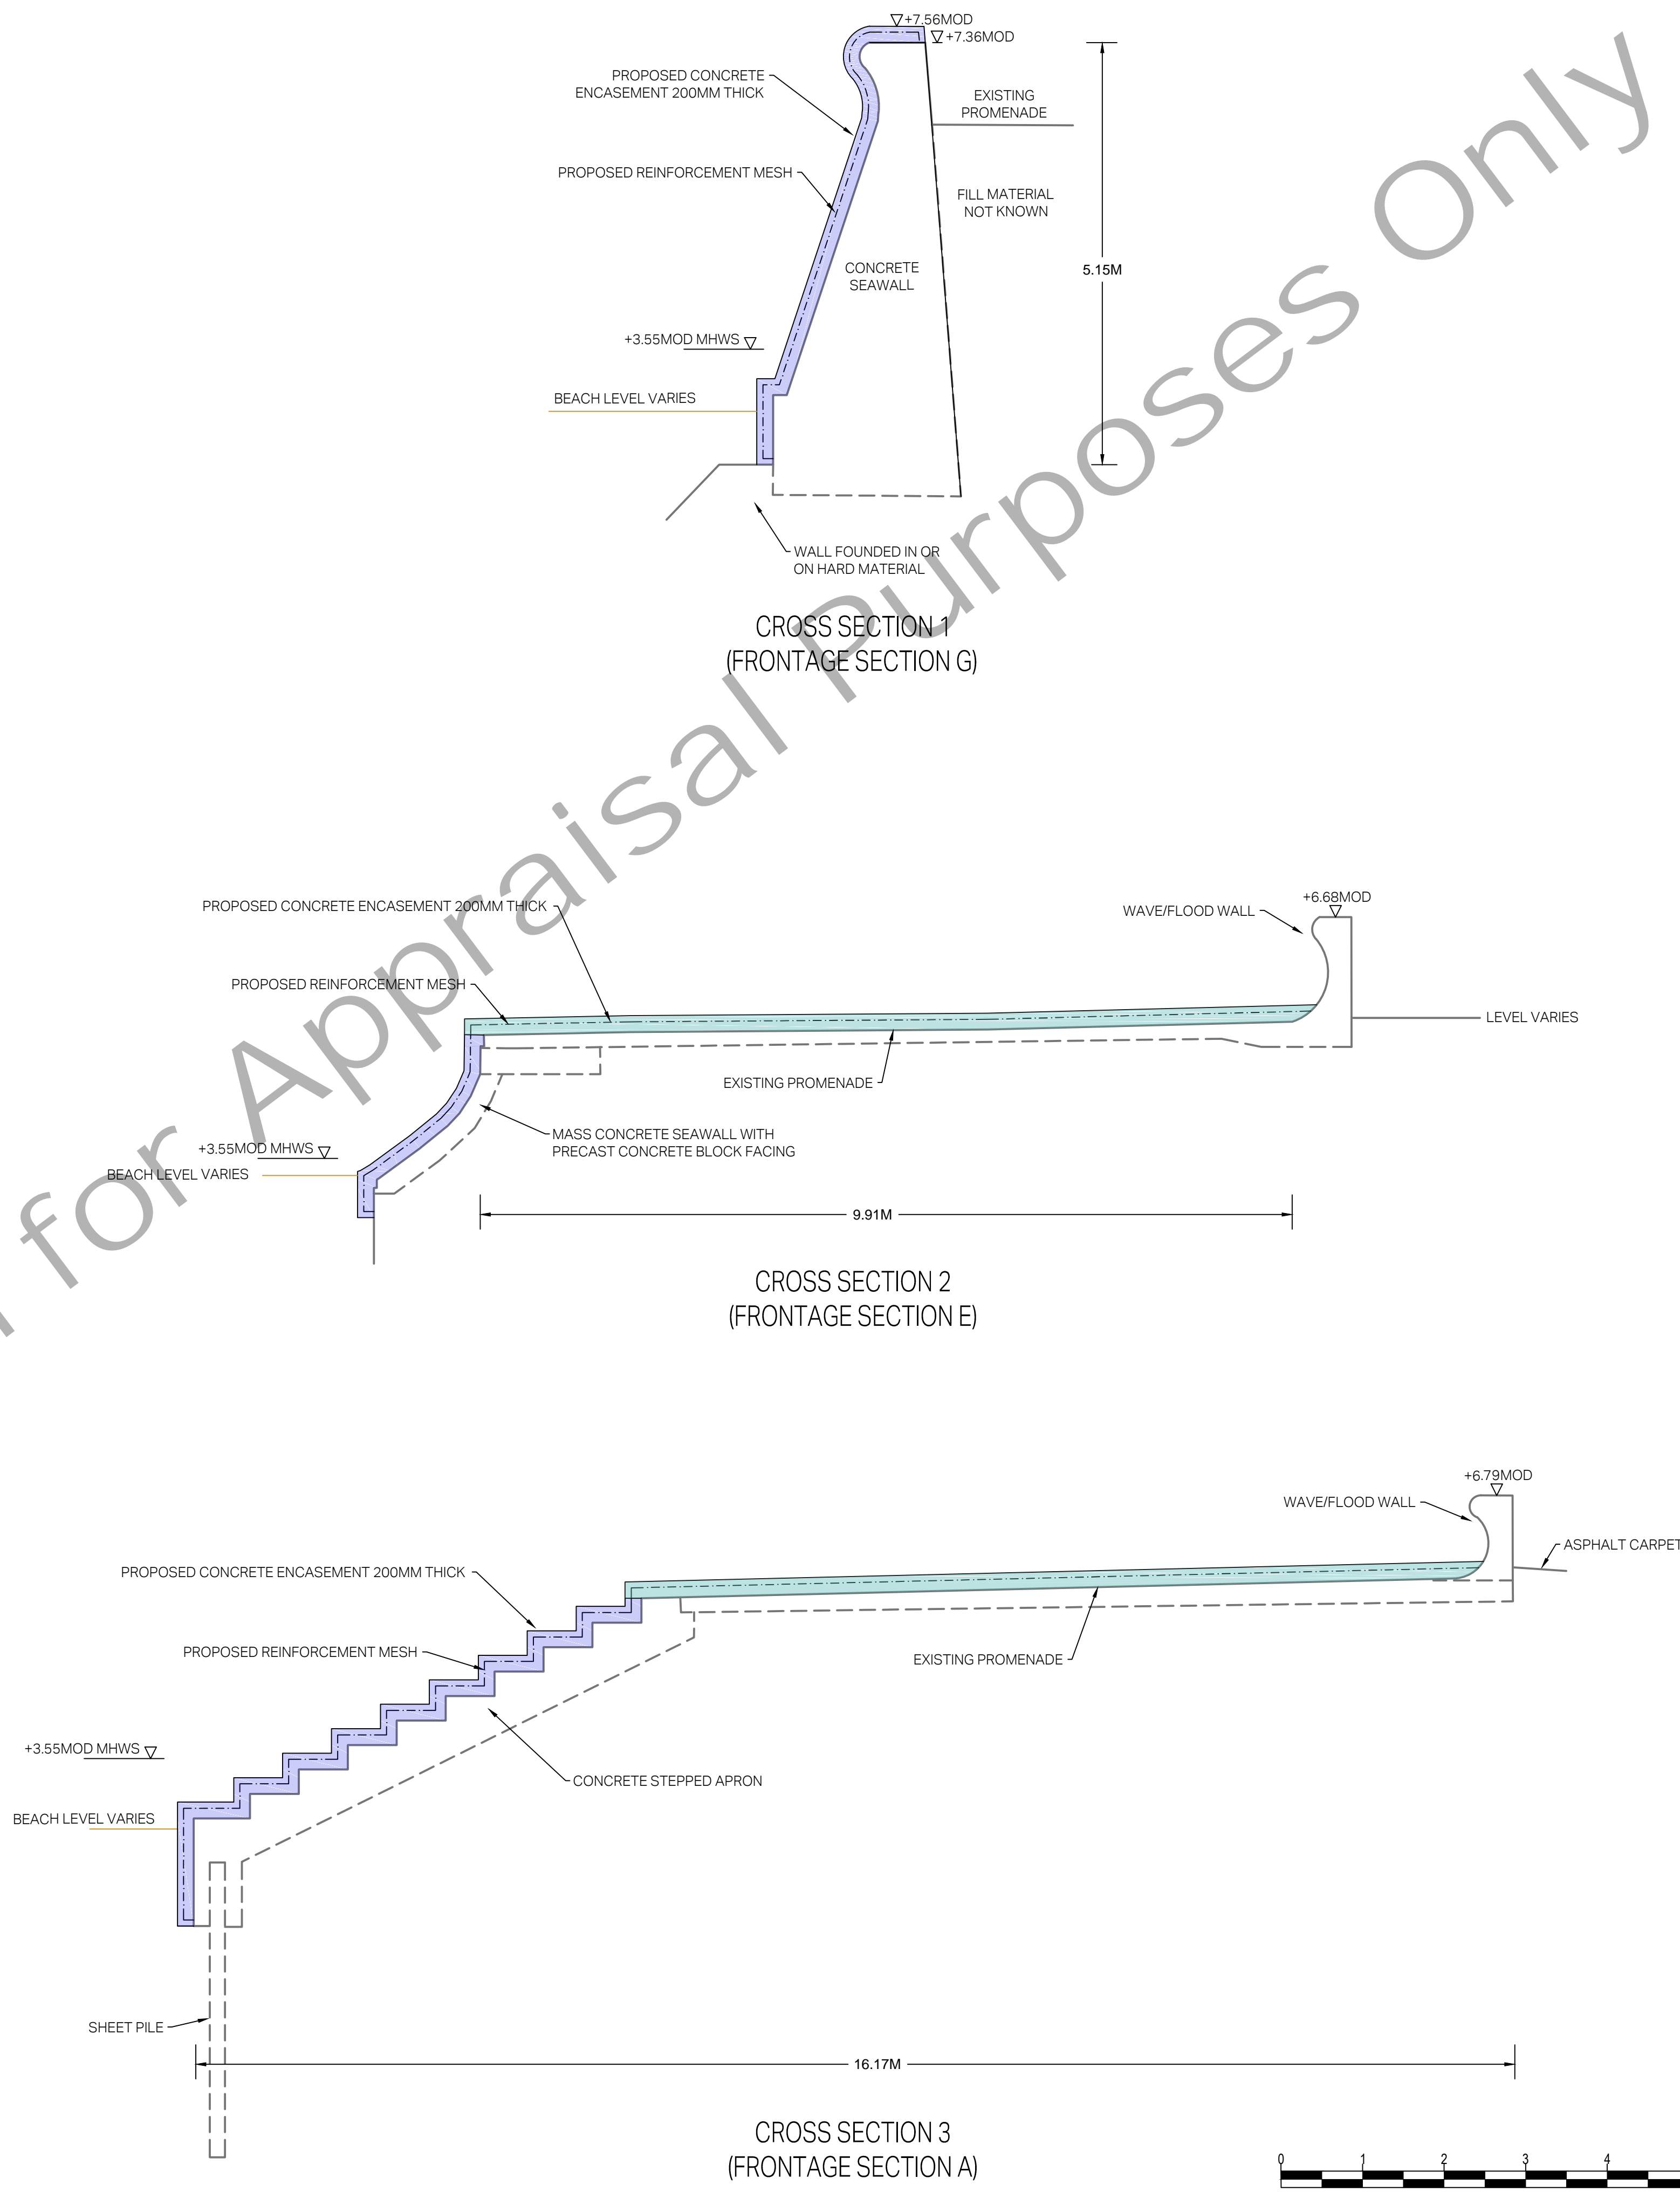 +7.56MOD
+7.36MOD
PROPOSED CONCRETE
ENCASEMENT 200MM THICK
EXISTING
PROMENADE
PROPOSED REINFORCEMENT MESH
FILL MATERIAL
NOT KNOWN
CONCRETE
SEAWALL
5.15M
+3.55MOD MHWS
BEACH LEVEL VARIES
WALL FOUNDED IN OR
ON HARD MATERIAL
CROSS SECTION 1
(FRONTAGE SECTION G)
for Appraisal Purposes Only
PROPOSED CONCRETE ENCASEMENT 200MM THICK
WAVE/FLOOD WALL
+6.68MOD
PROPOSED REINFORCEMENT MESH
LEVEL VARIES
EXISTING PROMENADE
MASS CONCRETE SEAWALL WITH
PRECAST CONCRETE BLOCK FACING
+3.55MOD MHWS
BEACH LEVEL VARIES
9.91M
CROSS SECTION 2
(FRONTAGE SECTION E)
+6.79MOD
WAVE/FLOOD WALL
ASPHALT CARPET
PROPOSED CONCRETE ENCASEMENT 200MM THICK
PROPOSED REINFORCEMENT MESH
EXISTING PROMENADE
+3.55MOD MHWS
CONCRETE STEPPED APRON
BEACH LEVEL VARIES
SHEET PILE
16.17M
CROSS SECTION 3
(FRONTAGE SECTION A)
0 1 2 3 4